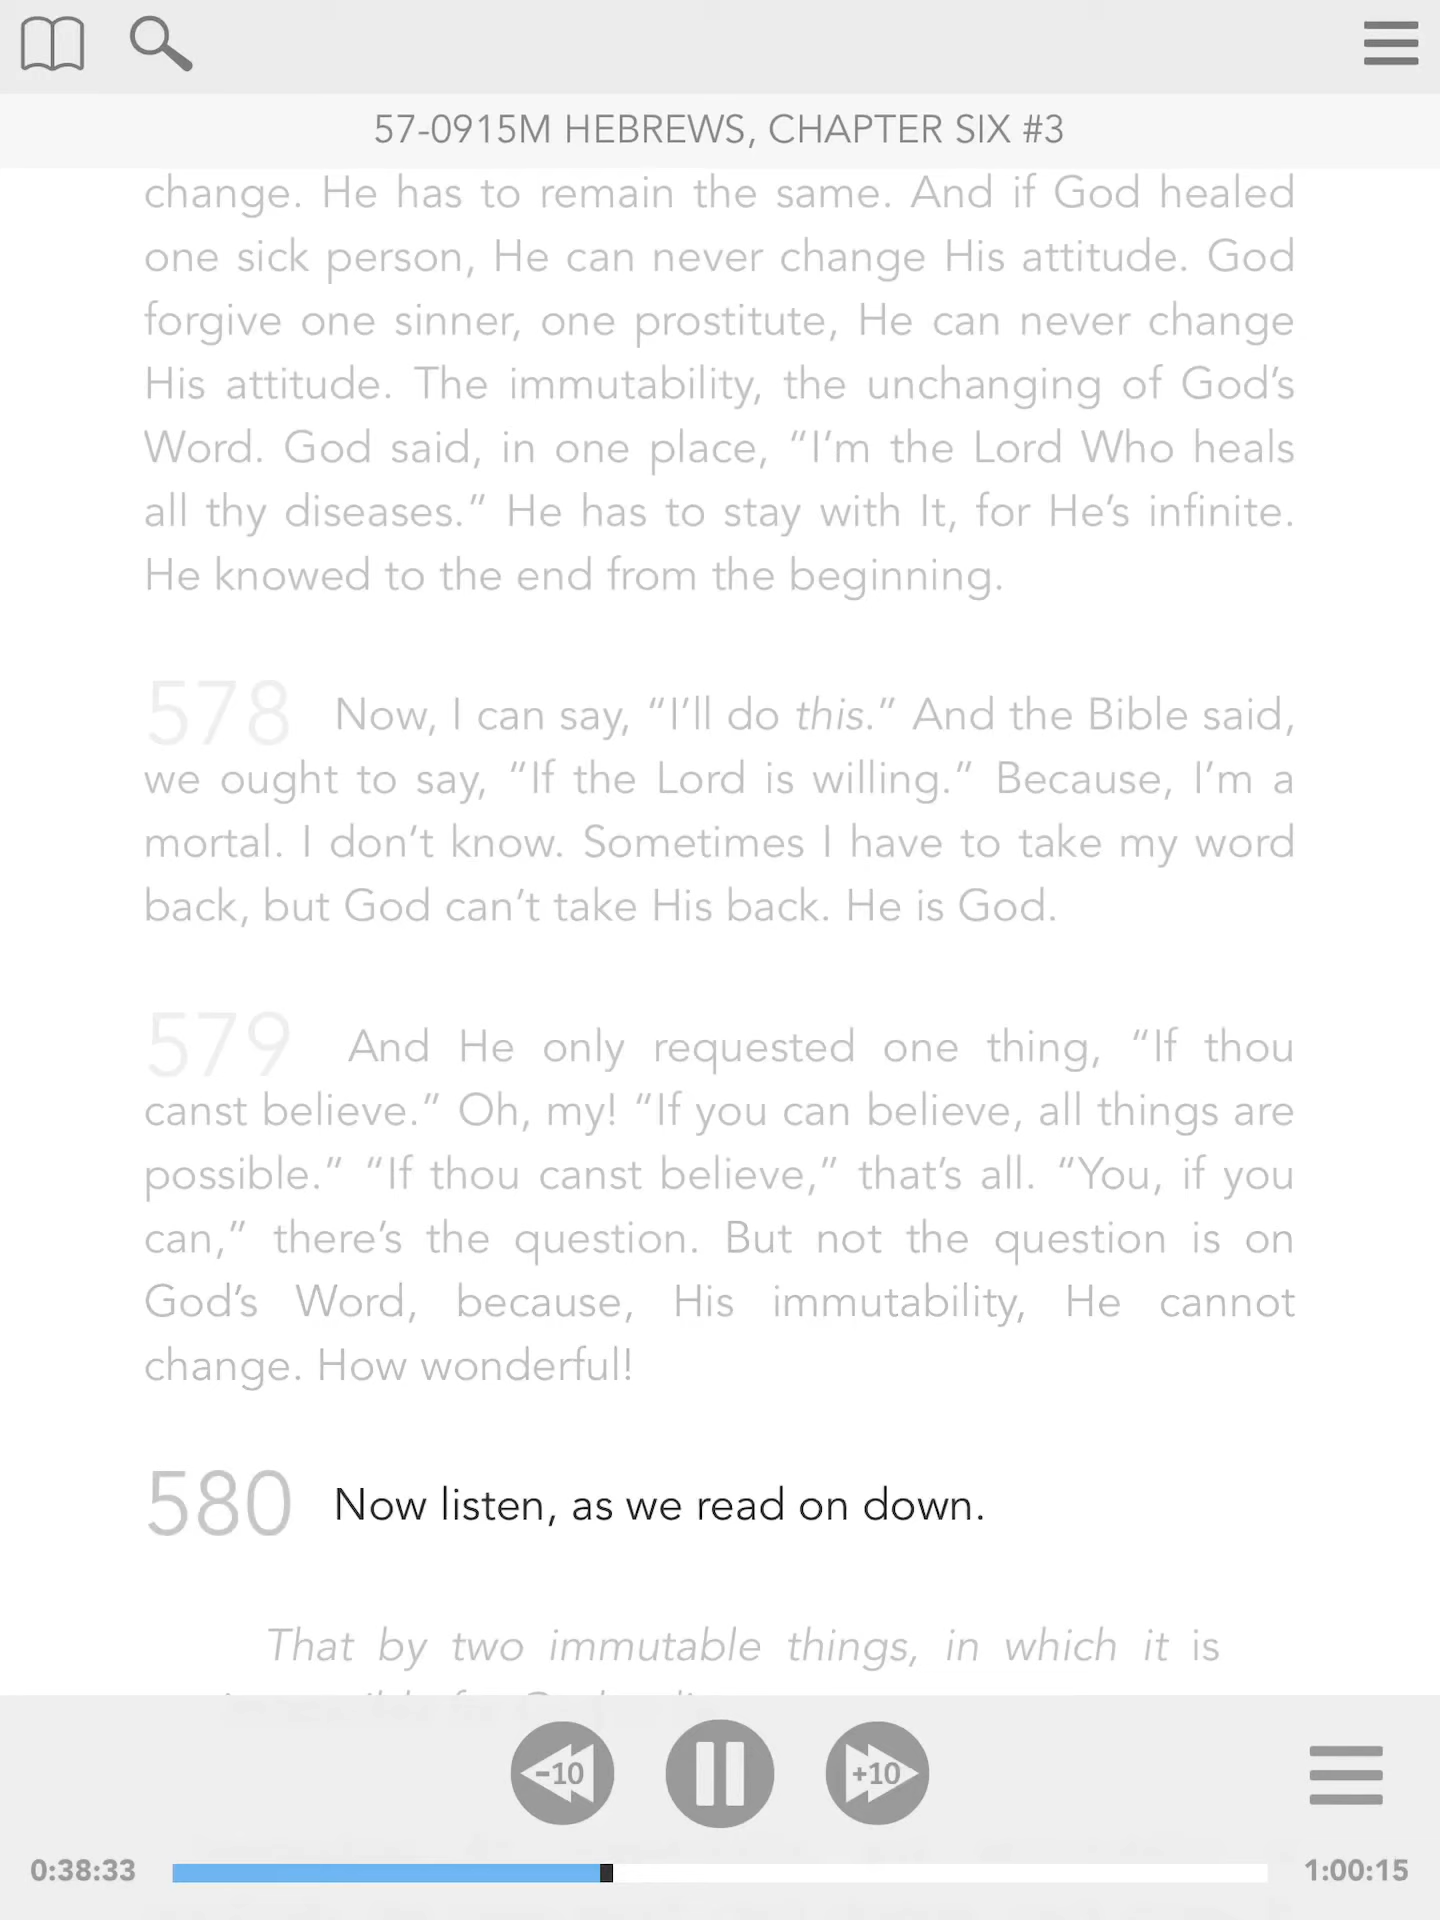 57-0915M HEBREWS, CHAPTER SIX #3
change. He has to remain the same. And if God healed
one sick person, He can never change His attitude. God
forgive one sinner, one prostitute, He can never change
His attitude. The immutability, the unchanging of God’s
Word. God said, in one place, “I’m the Lord Who heals
all thy diseases.” He has to stay with It, for He’s infinite.
He knowed to the end from the beginning.
578 Now, I can say, “I’ll do this.” And the Bible said,
we ought to say, “If the Lord is willing.” Because, I’m a
mortal. I don’t know. Sometimes I have to take my word
back, but God can’t take His back. He is God.
579 And He only requested one thing, “If thou
canst believe.” Oh, my! “If you can believe, all things are
possible.” “If thou canst believe,” that’s all. “You, if you
can,” there’s the question. But not the question is on
God’s Word, because, His immutability, He cannot
change. How wonderful!
580 Now listen, as we read on down.
That by two immutable things, in which it is
-10 +10
0:38:33 1:00:15